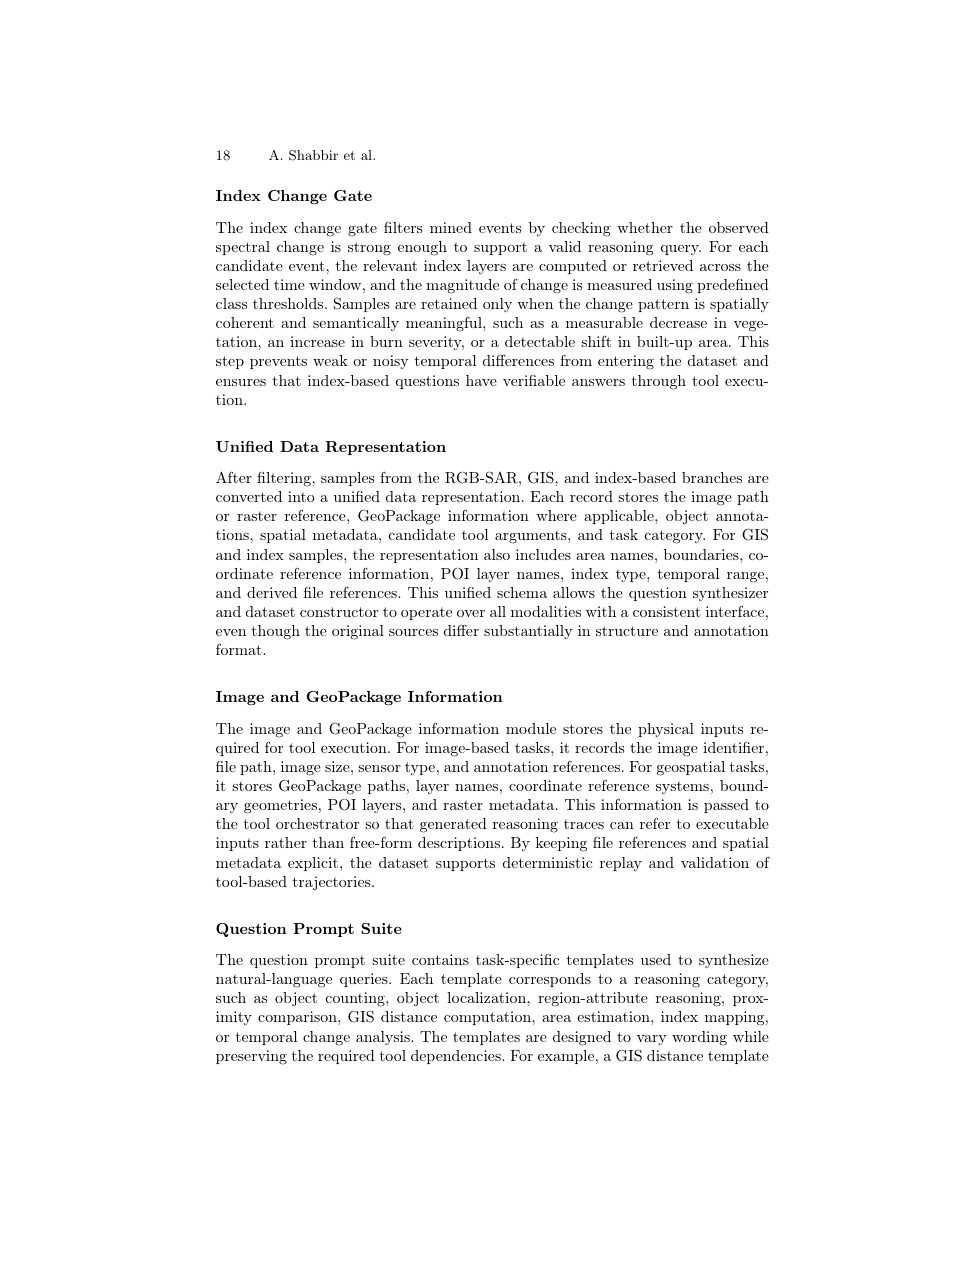 18 A. Shabbir et al.
Index Change Gate
The index change gate filters mined events by checking whether the observed
spectral change is strong enough to support a valid reasoning query. For each
candidate event, the relevant index layers are computed or retrieved across the
selected time window, and the magnitude of change is measured using predefined
class thresholds. Samples are retained only when the change pattern is spatially
coherent and semantically meaningful, such as a measurable decrease in vege-
tation, an increase in burn severity, or a detectable shift in built-up area. This
step prevents weak or noisy temporal differences from entering the dataset and
ensures that index-based questions have verifiable answers through tool execu-
tion.
Unified Data Representation
After filtering, samples from the RGB-SAR, GIS, and index-based branches are
converted into a unified data representation. Each record stores the image path
or raster reference, GeoPackage information where applicable, object annota-
tions, spatial metadata, candidate tool arguments, and task category. For GIS
and index samples, the representation also includes area names, boundaries, co-
ordinate reference information, POI layer names, index type, temporal range,
and derived file references. This unified schema allows the question synthesizer
and dataset constructor to operate over all modalities with a consistent interface,
even though the original sources differ substantially in structure and annotation
format.
Image and GeoPackage Information
The image and GeoPackage information module stores the physical inputs re-
quired for tool execution. For image-based tasks, it records the image identifier,
file path, image size, sensor type, and annotation references. For geospatial tasks,
it stores GeoPackage paths, layer names, coordinate reference systems, bound-
ary geometries, POI layers, and raster metadata. This information is passed to
the tool orchestrator so that generated reasoning traces can refer to executable
inputs rather than free-form descriptions. By keeping file references and spatial
metadata explicit, the dataset supports deterministic replay and validation of
tool-based trajectories.
Question Prompt Suite
The question prompt suite contains task-specific templates used to synthesize
natural-language queries. Each template corresponds to a reasoning category,
such as object counting, object localization, region-attribute reasoning, prox-
imity comparison, GIS distance computation, area estimation, index mapping,
or temporal change analysis. The templates are designed to vary wording while
preserving the required tool dependencies. For example, a GIS distance template